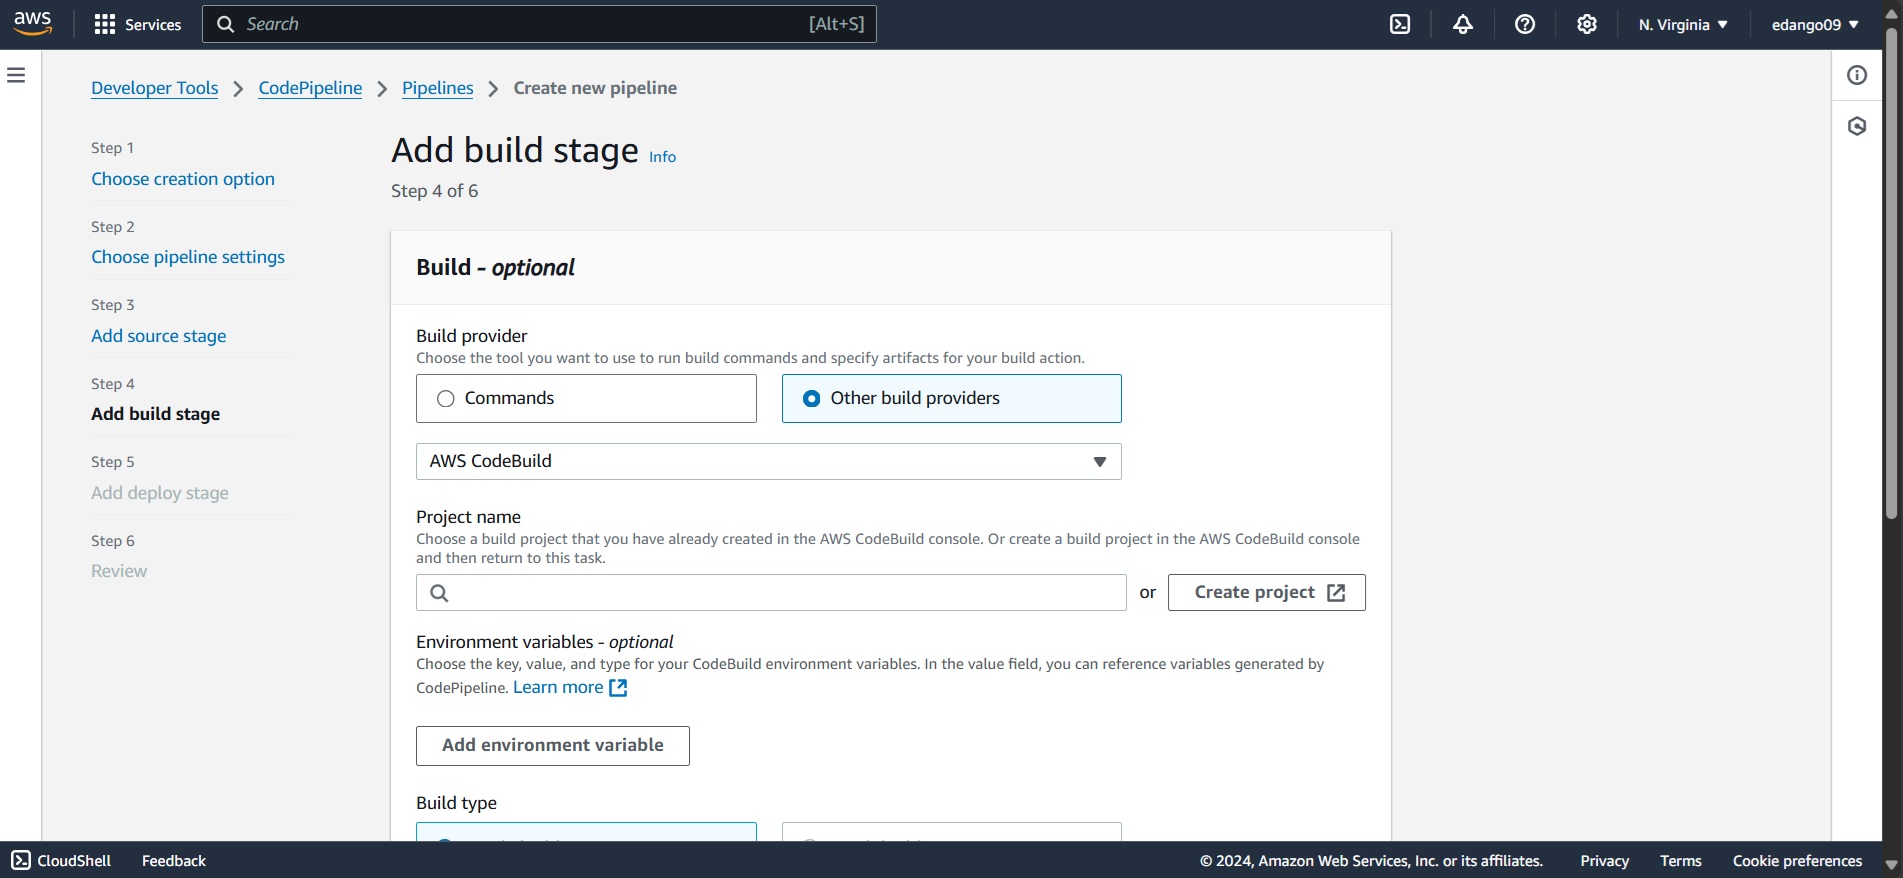 aws
Services
Search
[Alt+S]
N. Virginia
edango09
Developer Tools
CodePipeline
Pipelines
Create new pipeline
Step 1
Choose creation option
Step 2
Choose pipeline settings
Step 3
Add source stage
Step 4
Add build stage
Step 5
Add deploy stage
Step 6
Review
Add build stage Info
Step 4 of 6
Build - optional
Build provider
Choose the tool you want to use to run build commands and specify artifacts for your build action.
Commands
Other build providers
AWS CodeBuild
Project name
Choose a build project that you have already created in the AWS CodeBuild console. Or create a build project in the AWS CodeBuild console
and then return to this task.
or
Create project
Environment variables - optional
Choose the key, value, and type for your CodeBuild environment variables. In the value field, you can reference variables generated by
CodePipeline. Learn more
Add environment variable
Build type
CloudShell
Feedback
© 2024, Amazon Web Services, Inc. or its affiliates.
Privacy
Terms
Cookie preferences